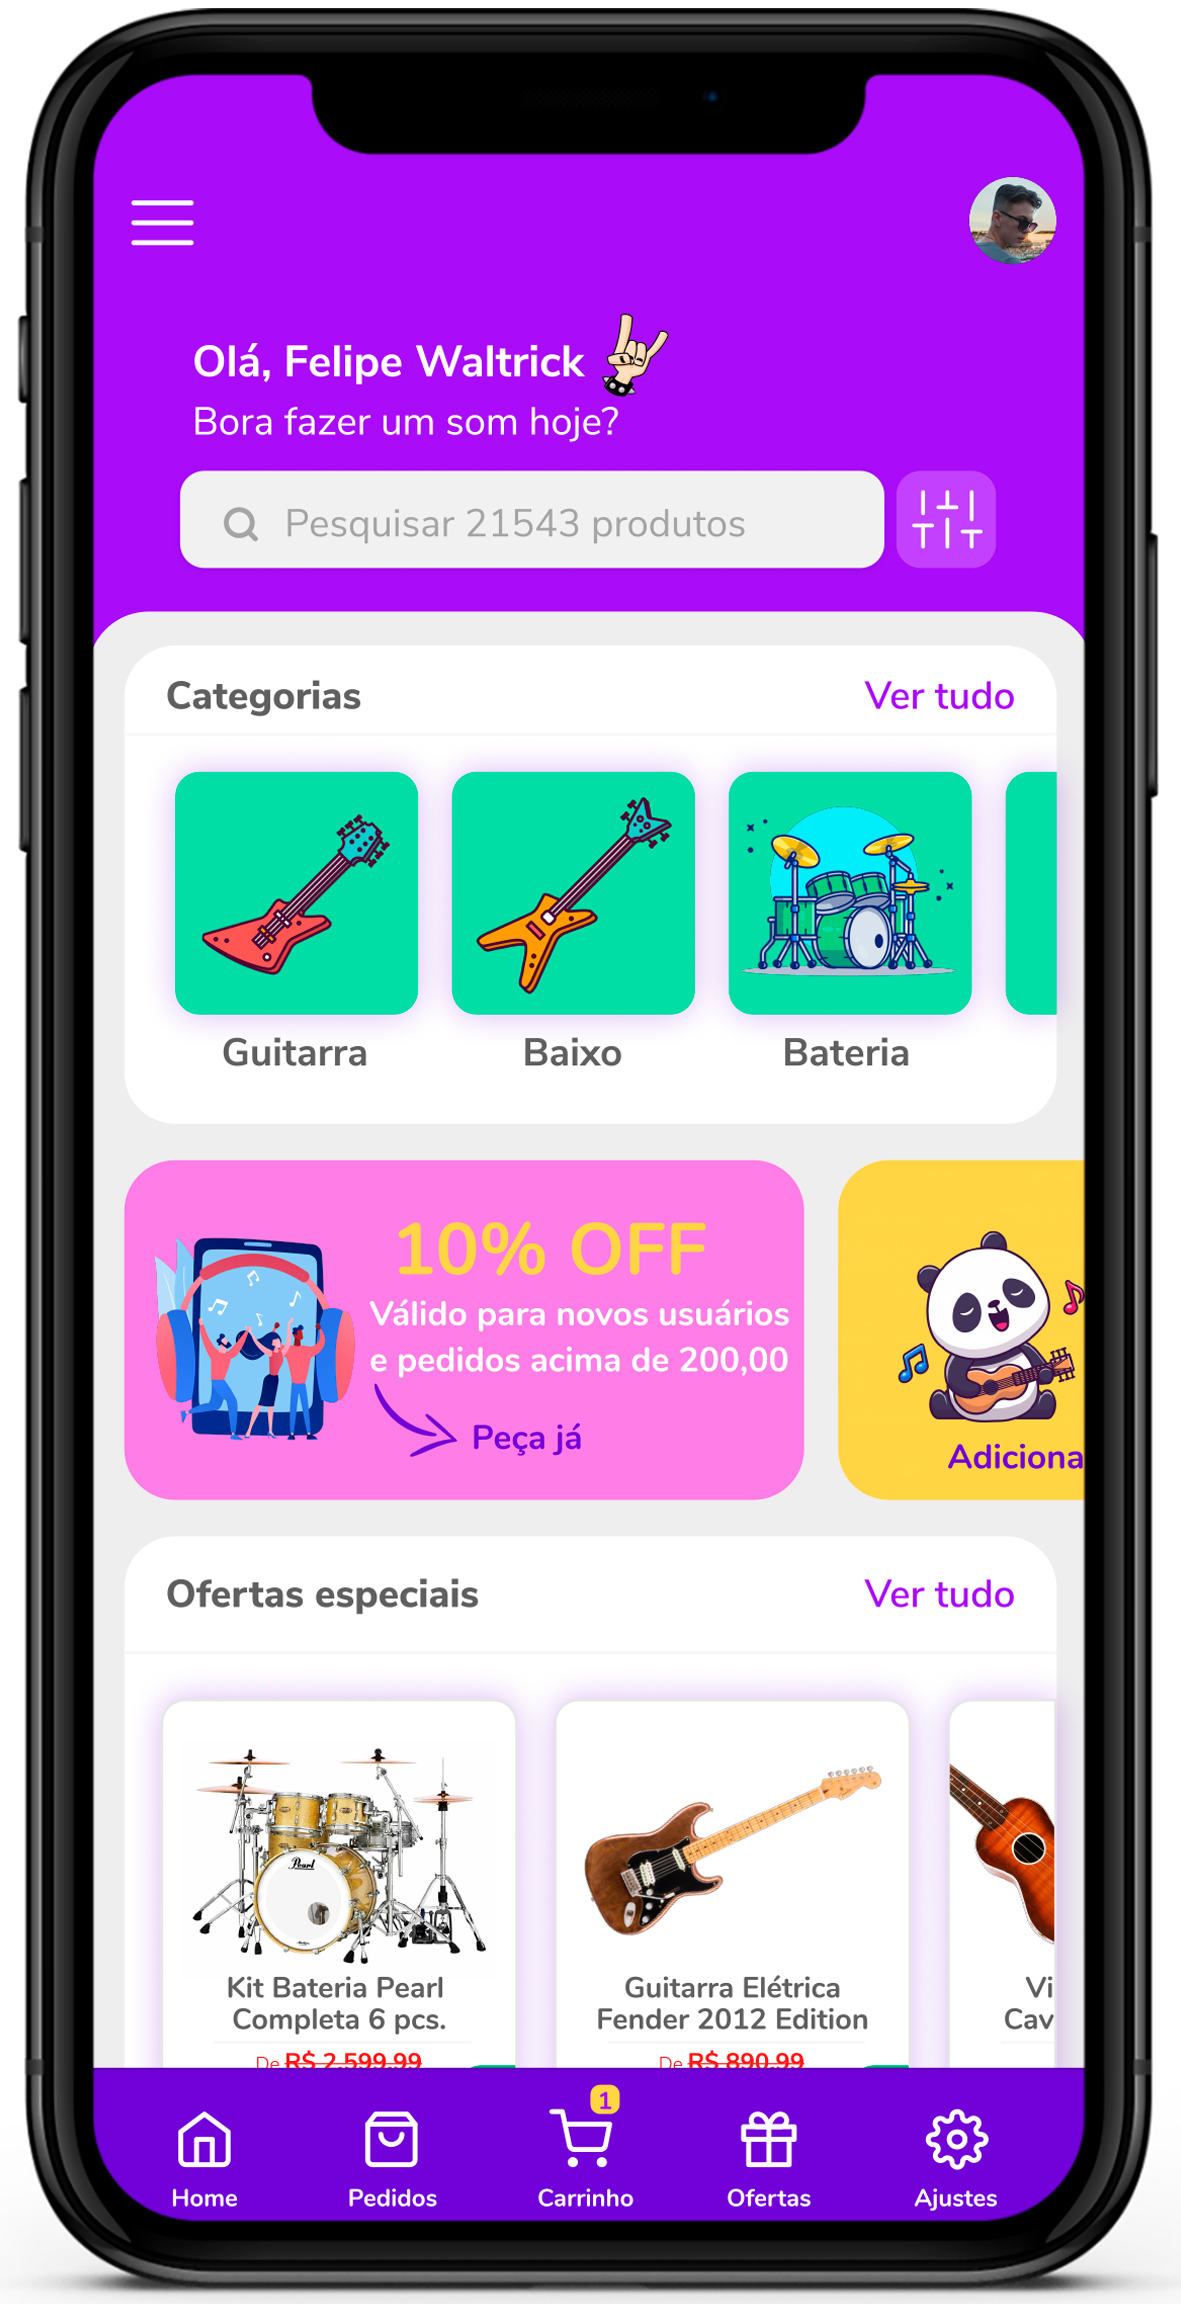 Olá, Felipe Waltrick
Bora fazer um som hoje?
Pesquisar 21543 produtos
Categorias
Ver tudo
Guitarra
Baixo
Bateria
10% OFF
Válido para novos usuários
e pedidos acima de 200,00
Peça já
Adiciona
Ofertas especiais
Ver tudo
Pearl
Kit Bateria Pearl
Completa 6 pcs.
De R$ 2.599,99
Guitarra Elétrica
Fender 2012 Edition
De R$ 890,99
Vi
Cav
1
Home
Pedidos
Carrinho
Ofertas
Ajustes